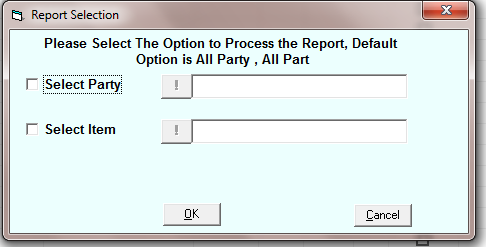 Report Selection
Please Select The Option to Process the Report, Default
Option is All Party , All Part
Select Party !
Select Item !
OK Cancel